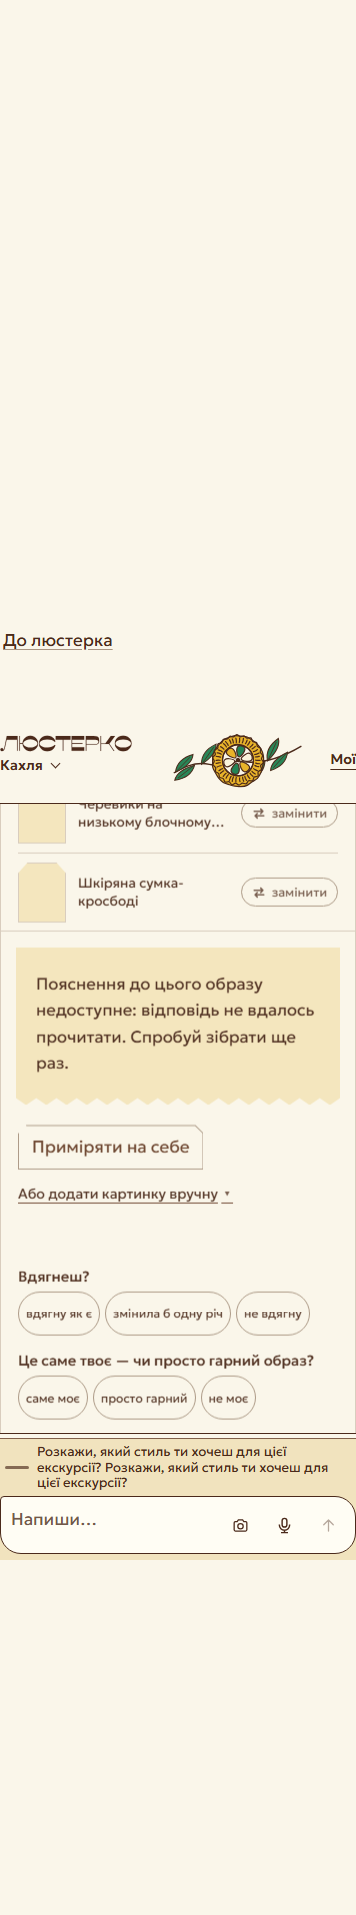 До люстерка
ЛЮСТЕРКО
Кахля
Мої
Черевики на
низькому блочному...
замінити
Шкіряна сумка-
кросбоді
замінити
Пояснення до цього образу
недоступне: відповідь не вдалось
прочитати. Спробуй зібрати ще
раз.
Приміряти на себе
Або додати картинку вручну
Вдягнеш?
вдягну як є
змінила б одну річ
не вдягну
Це саме твоє — чи просто гарний образ?
саме моє
просто гарний
не моє
Розкажи, який стиль ти хочеш для цієї
екскурсії? Розкажи, який стиль ти хочеш для
цієї екскурсії?
Напиши...